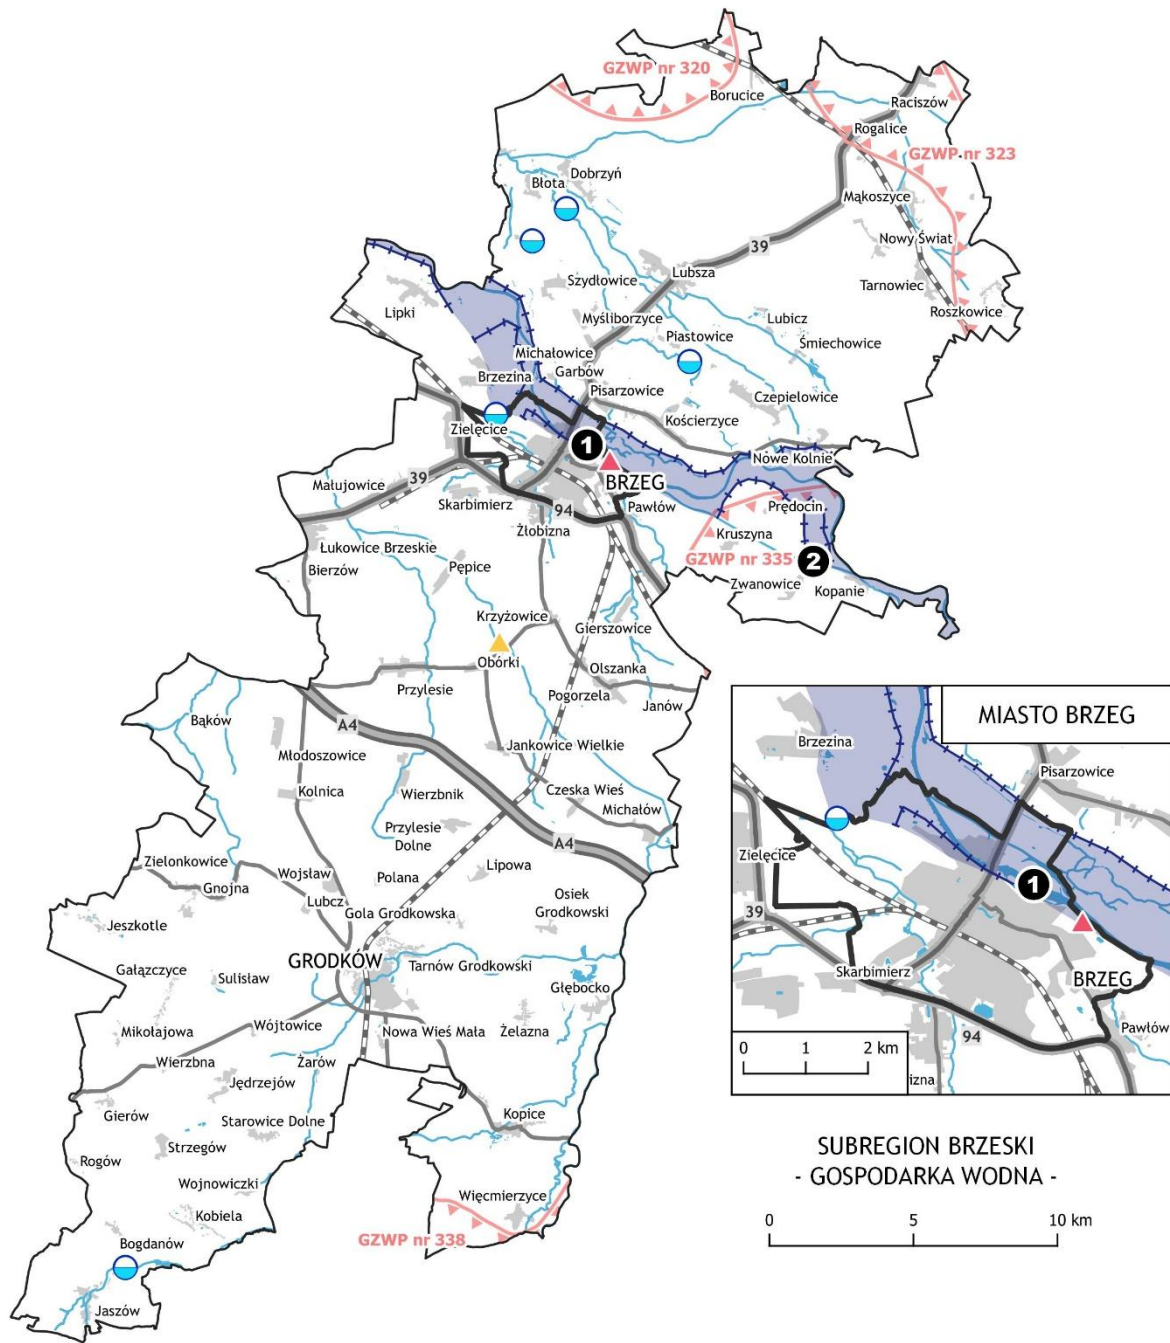 GZWP nr 320
Borucice
Raciszów
Rogalice
GZWP nr 323
Dobrzyń
Błota
Mąkoszyce
Nowy Świat
39
Lubsza
Szydłowice
Tarnowiec
Roszkowice
Lipki
Myśliborzyce
Lubicz
Piastowice
Śmiechowice
Michałowice
Garbów
Brzezina
Pisarzowice
Czepielowice
Kościerzyce
Zielęcice
1
Nowe Kolnie
39
BRZEG
Małujowice
Skarbimierz
94
Pawłów
Prędocin
Żłobizna
Kruszyna
Łukowice Brzeskie
GZWP nr 335
2
Bierzów
Pępice
Zwanowice
Kopanie
Krzyżowice
Gierszowice
Obórki
Olszanka
Przylesie
Pogorzela
Janów
Bąków
A4
MIASTO BRZEG
Brzezina
Młodoszowice
Jankowice Wielkie
Pisarzowice
Kolnica
Wierzbnik
Czeska Wieś
Michałów
Przylesie
Dolne
A4
Zielęcice
Zielonkowice
Lipowa
1
Wojsław
Gnojna
Polana
39
Lubcz
Osiek
Grodkowski
Gola Grodkowska
Jeszkotle
GRODKÓW
Tarnów Grodkowski
Skarbimierz
BRZEG
Gałązczyce
Sulisław
Głębocko
Pawłów
Mikołajowa
Wójtowice
Nowa Wieś Mała
Żelazna
94
0 1 2 km
Wierzbna
Żarów
izna
Jędrzejów
Gierów
Starowice Dolne
Kopice
Strzegów
SUBREGION BRZESKI
- GOSPODARKA WODNA -
Rogów
Wojnowiczki
Więcmierzyce
Kobiela
0 5 10 km
GZWP nr 338
Bogdanów
Jaszów